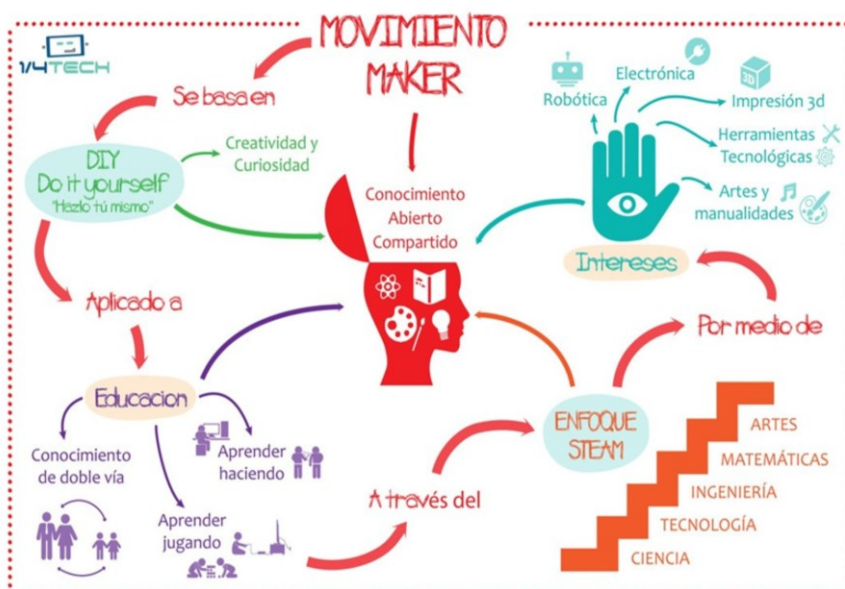 MOVIMIENTO
MAKER
1/4TECH
Se basa en
DIY
Do it yourself
"Hazlo tú mismo"
Creatividad y
Curiosidad
Conocimiento
Abierto
Compartido
Robótica
Electrónica
3D
Impresión 3d
Herramientas
Tecnológicas
Artes y
manualidades
Intereses
Aplicado a
Educacion
Conocimiento
de doble vía
Aprender
haciendo
Aprender
jugando
A través del
ENFOQUE
STEAM
Por medio de
ARTES
MATEMÁTICAS
INGENIERÍA
TECNOLOGÍA
CIENCIA